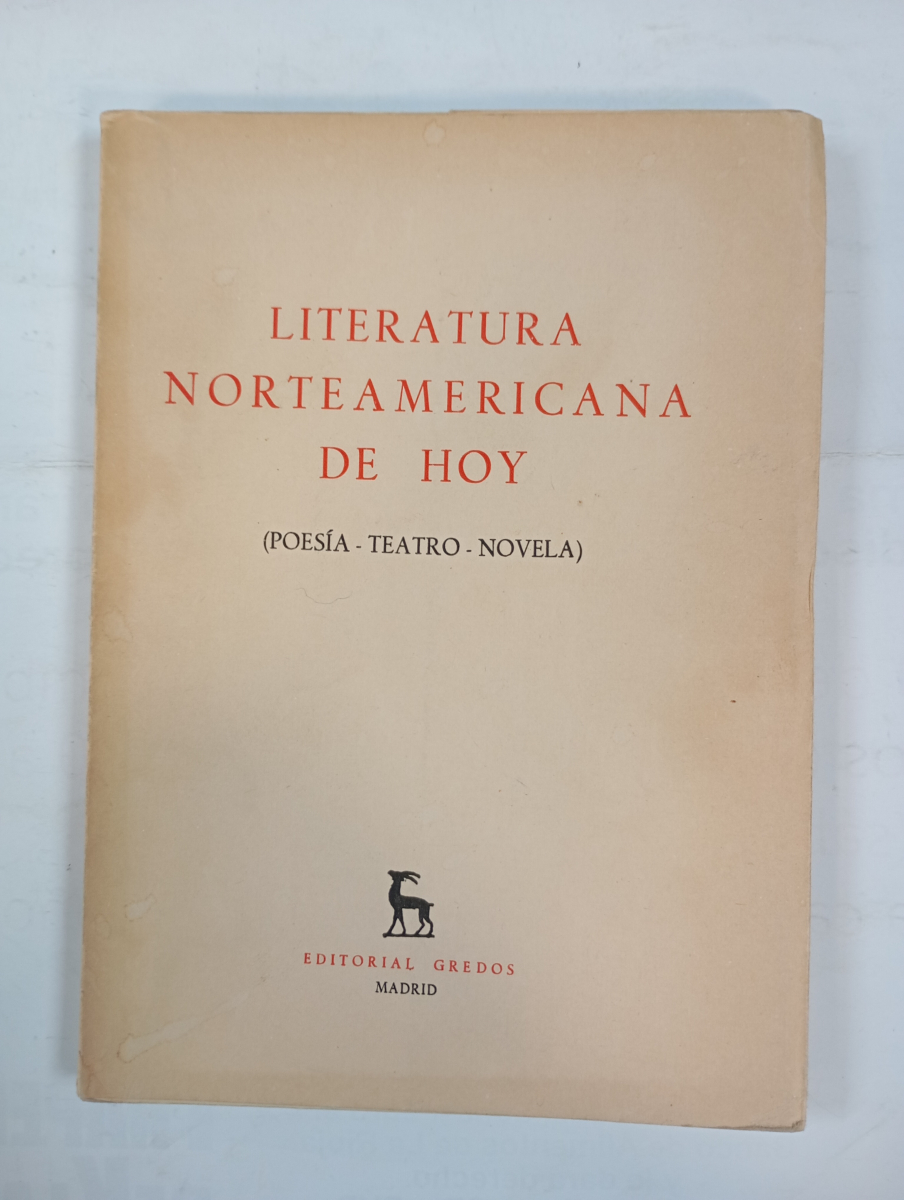 LITERATURA
NORTEAMERICANA
DE HOY
(POESÍA - TEATRO - NOVELA)
EDITORIAL GREDOS
MADRID